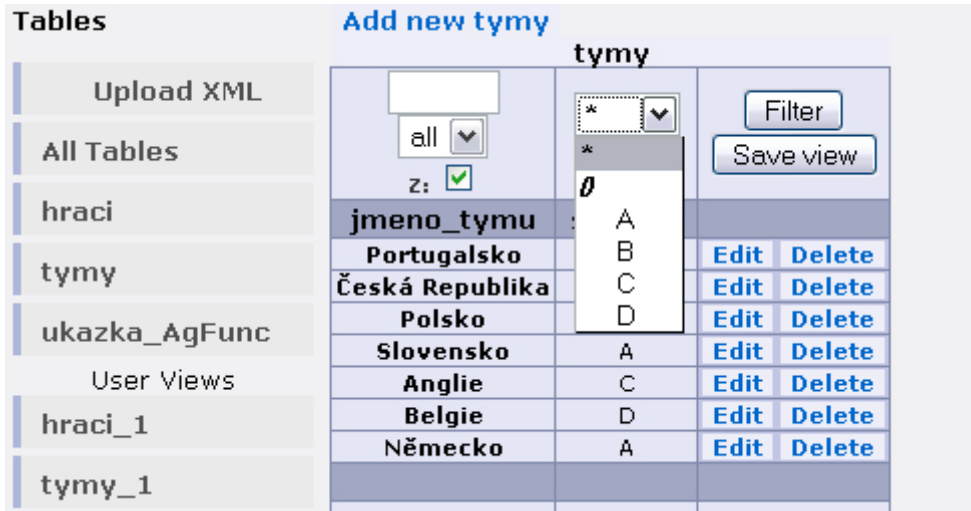 Tables
Upload XML
All Tables
hraci
tymy
ukazka_AgFunc
User Views
hraci_1
tymy_1
Add new tymy
tymy
all
z:
*
*
0
A
B
C
D
Filter
Save view
jmeno_tymu
Portugalsko Edit Delete
Česká Republika Edit Delete
Polsko Edit Delete
Slovensko A Edit Delete
Anglie C Edit Delete
Belgie D Edit Delete
Německo A Edit Delete